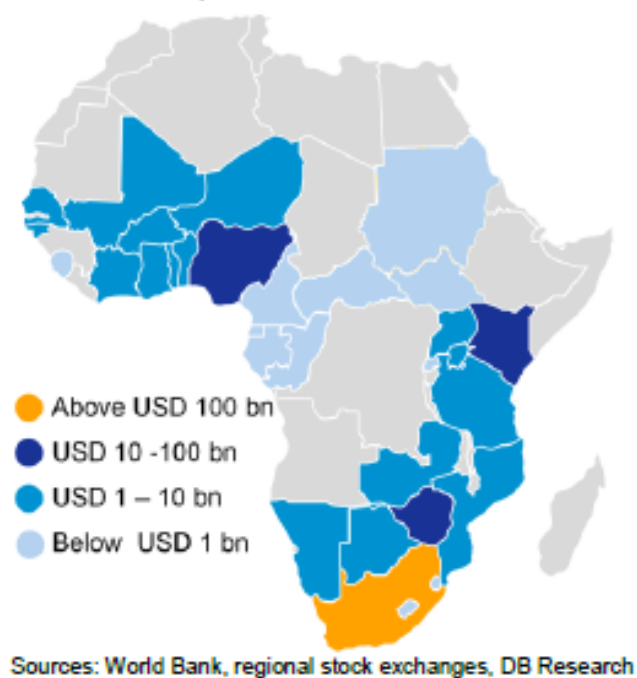 Above USD 100 bn
USD 10 -100 bn
USD 1 – 10 bn
Below USD 1 bn
Sources: World Bank, regional stock exchanges, DB Research